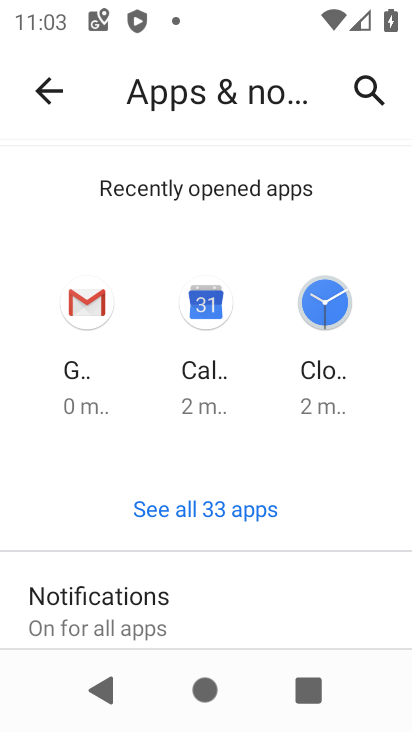 11:03
Apps & no...
Recently opened apps
31
G.. Cal.. Clo..
0 m.. 2 m.. 2 m..
See all 33 apps
Notifications
On for all apps